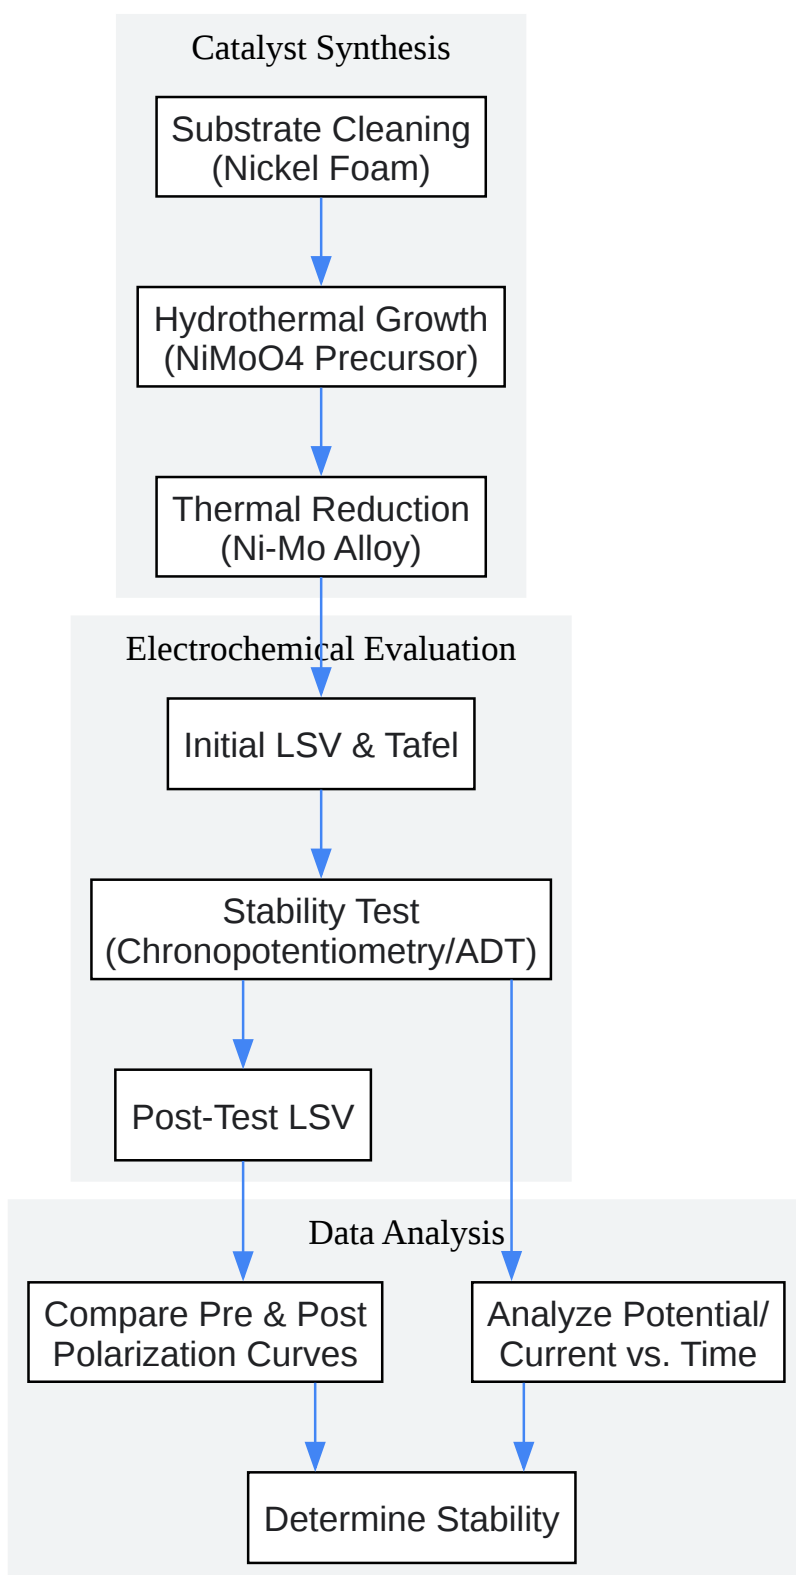 Catalyst Synthesis
Substrate Cleaning
(Nickel Foam)
Hydrothermal Growth
(NiMoO4 Precursor)
Thermal Reduction
(Ni-Mo Alloy)
Electrochemical Evaluation
Initial LSV & Tafel
Stability Test
(Chronopotentiometry/ADT)
Post-Test LSV
Data Analysis
Compare Pre & Post
Polarization Curves
Analyze Potential/
Current vs. Time
Determine Stability